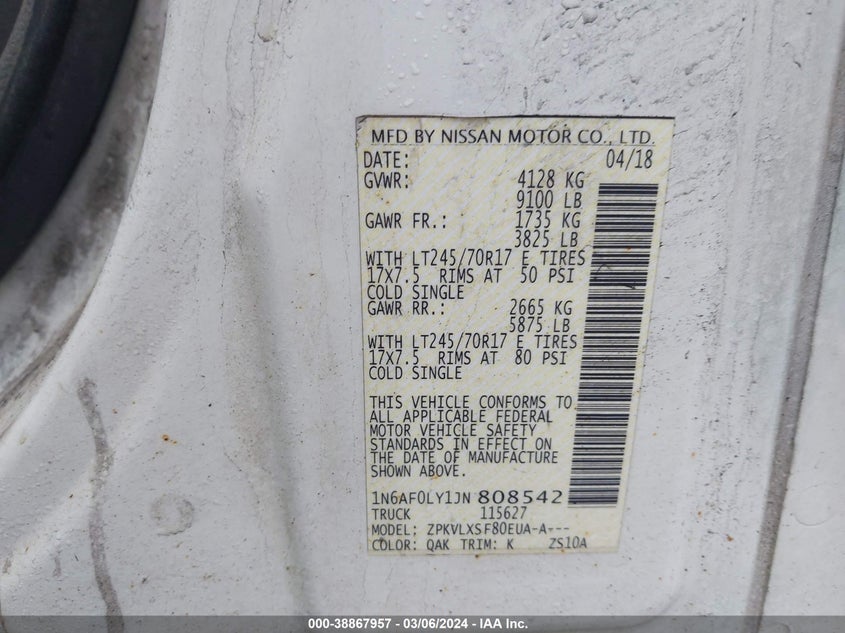 MFD BY NISSAN MOTOR CO., LTD.
DATE: 04/18
GVWR: 4128 KG
9100 LB
GAWR FR.: 1735 KG
3825 LB
WITH LT245/70R17 E TIRES
17X7.5 RIMS AT 50 PSI
COLD SINGLE
GAWR RR.: 2665 KG
5875 LB
WITH LT245/70R17 E TIRES
17X7.5 RIMS AT 80 PSI
COLD SINGLE
THIS VEHICLE CONFORMS TO
ALL APPLICABLE FEDERAL
MOTOR VEHICLE SAFETY
STANDARDS IN EFFECT ON
THE DATE OF MANUFACTURE
SHOWN ABOVE.
1N6AF0LY1JN 808542
TRUCK 115627
MODEL: ZPKVLXSF80EUA-A---
COLOR: QAK TRIM: K ZS10A
000-38867957 - 03/06/2024 - IAA Inc.